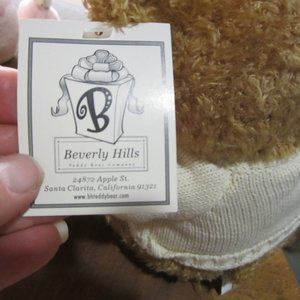 B
Beverly Hills
Teddy Bear Company
24872 Apple St.
Santa Clarita, California 91321
www.bhteddybear.com